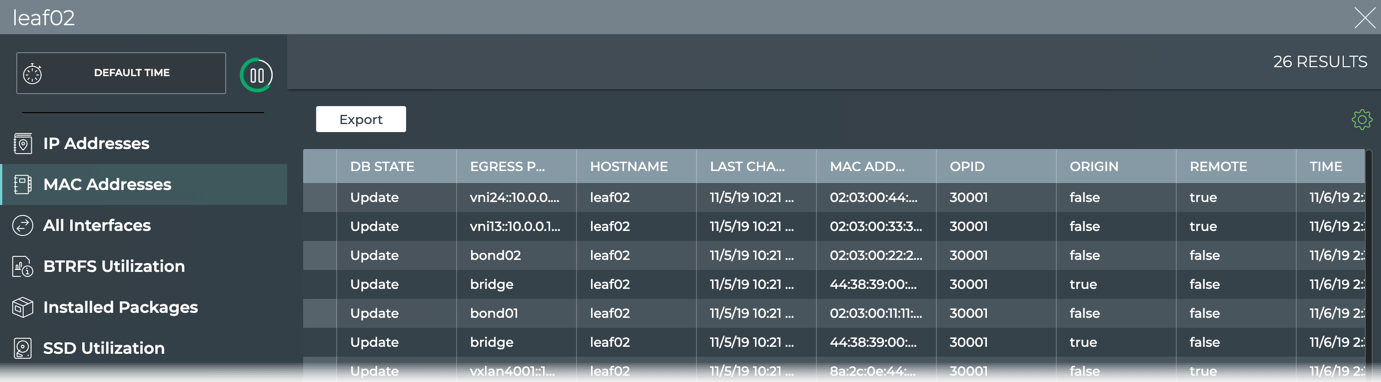 leaf02
DEFAULT TIME
26 RESULTS
Export
IP Addresses
MAC Addresses
All Interfaces
BTRFS Utilization
Installed Packages
SSD Utilization
DB STATE EGRESS P... HOSTNAME LAST CHA... MAC ADD... OPID ORIGIN REMOTE TIME
Update vni24::10.0.0.... leaf02 11/5/19 10:21 ... 02:03:00:44:... 30001 false true 11/6/19 2:
Update vni13::10.0.0.1... leaf02 11/5/19 10:21 ... 02:03:00:33:3... 30001 false true 11/6/19 2:
Update bond02 leaf02 11/5/19 10:21 ... 02:03:00:22:2... 30001 false false 11/6/19 2:
Update bridge leaf02 11/5/19 10:21 ... 44:38:39:00:... 30001 true false 11/6/19 2:
Update bond01 leaf02 11/5/19 10:21 ... 02:03:00:11:11:... 30001 false false 11/6/19 2:
Update bridge leaf02 11/5/19 10:21 ... 44:38:39:00:... 30001 true false 11/6/19 2:
Update vxlan4001::1... leaf02 11/5/19 10:21 ... 8a:2c:0e:44:... 30001 false false 11/6/19 2: